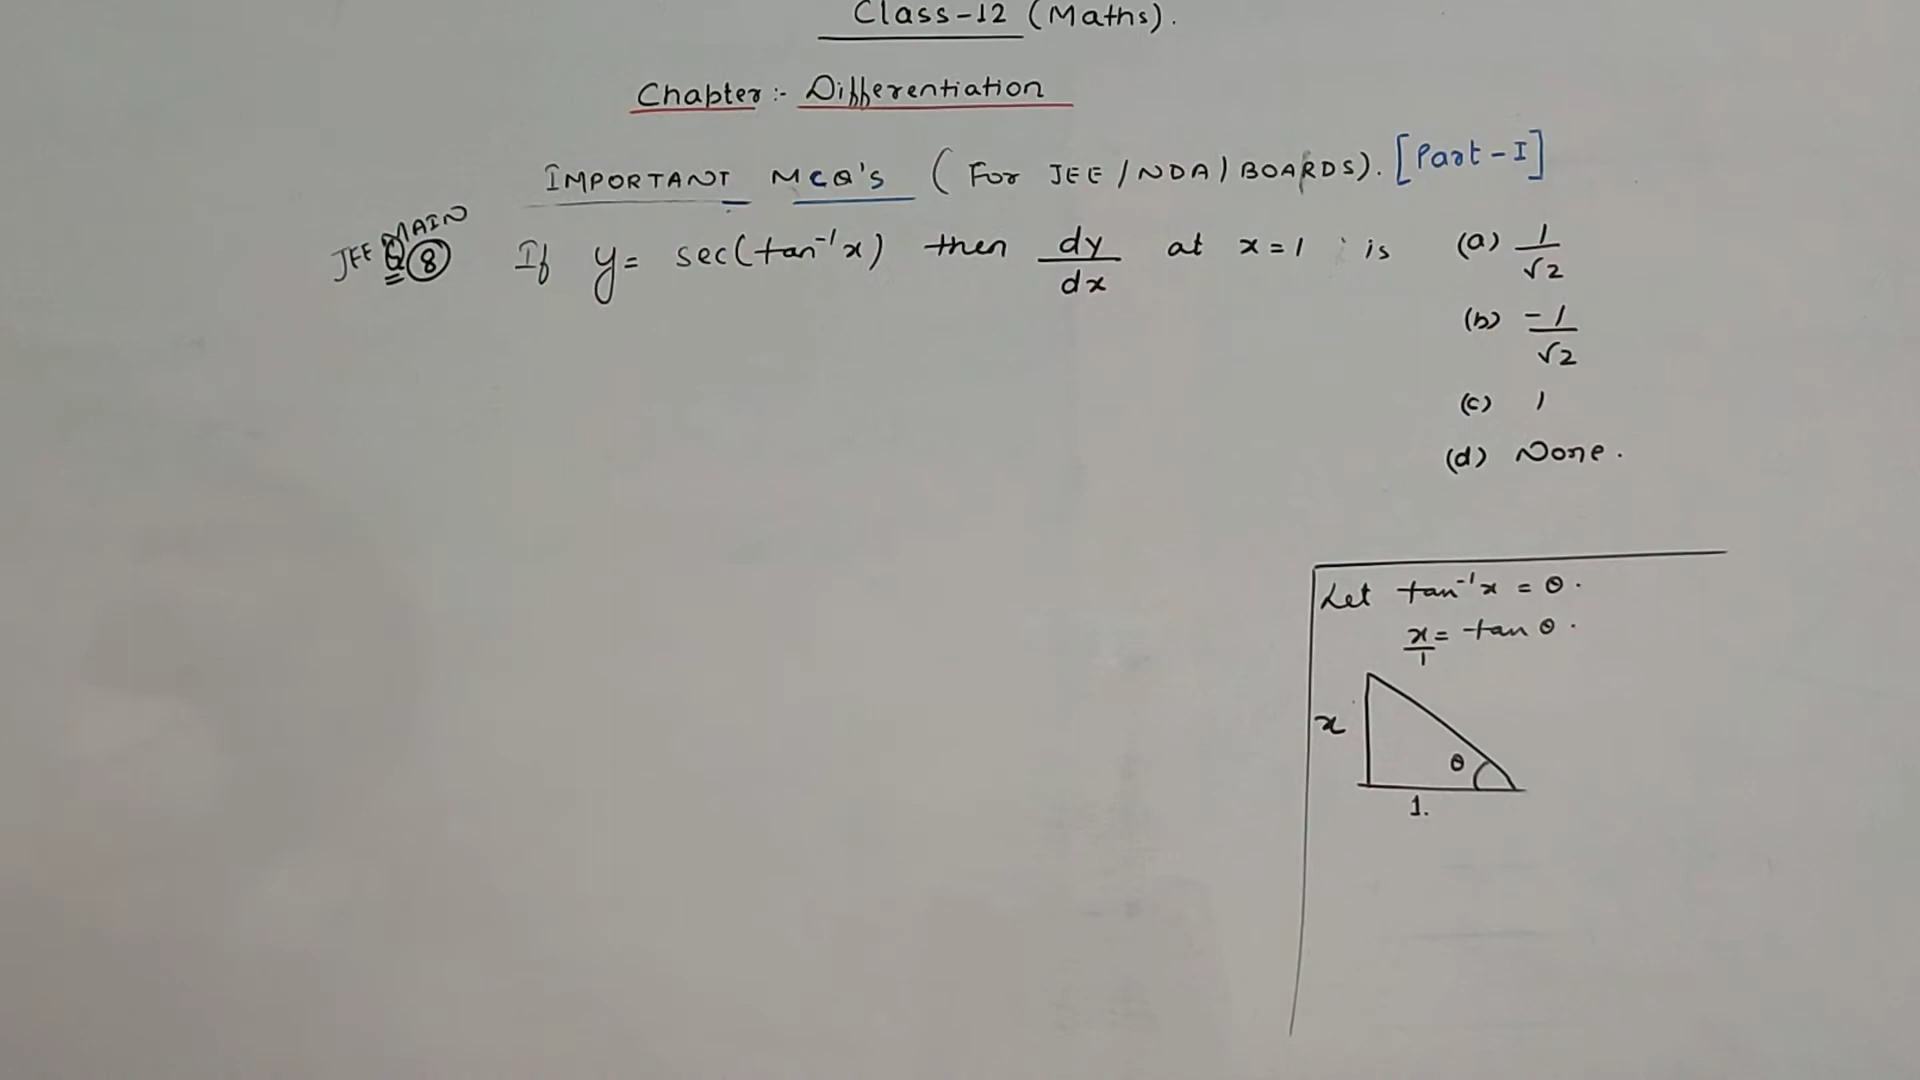 Class-12 (Maths).
Chapter:- Differentiation
IMPORTANT MCQ's (For JEE/NDA/BOARDS). [Part-I]
JEE MAIN
Q 8 If y = sec(tan⁻¹x) then dy/dx at x=1 is (a) 1/√2
(b) -1/√2
(c) 1
(d) None.
Let tan⁻¹x = θ.
x/1 = tan θ.
x
θ
1.